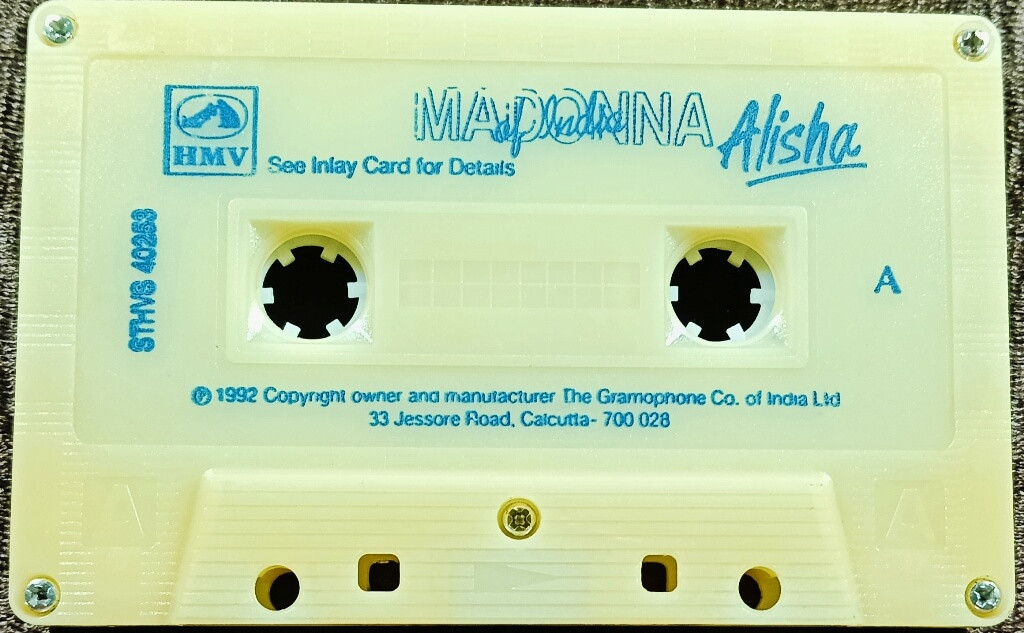 HMV
MADONNA
of India
Alisha
See Inlay Card for Details
STHVS 40253
A
℗ 1992 Copyright owner and manufacturer The Gramophone Co. of India Ltd
33 Jessore Road, Calcutta- 700 028
A
A